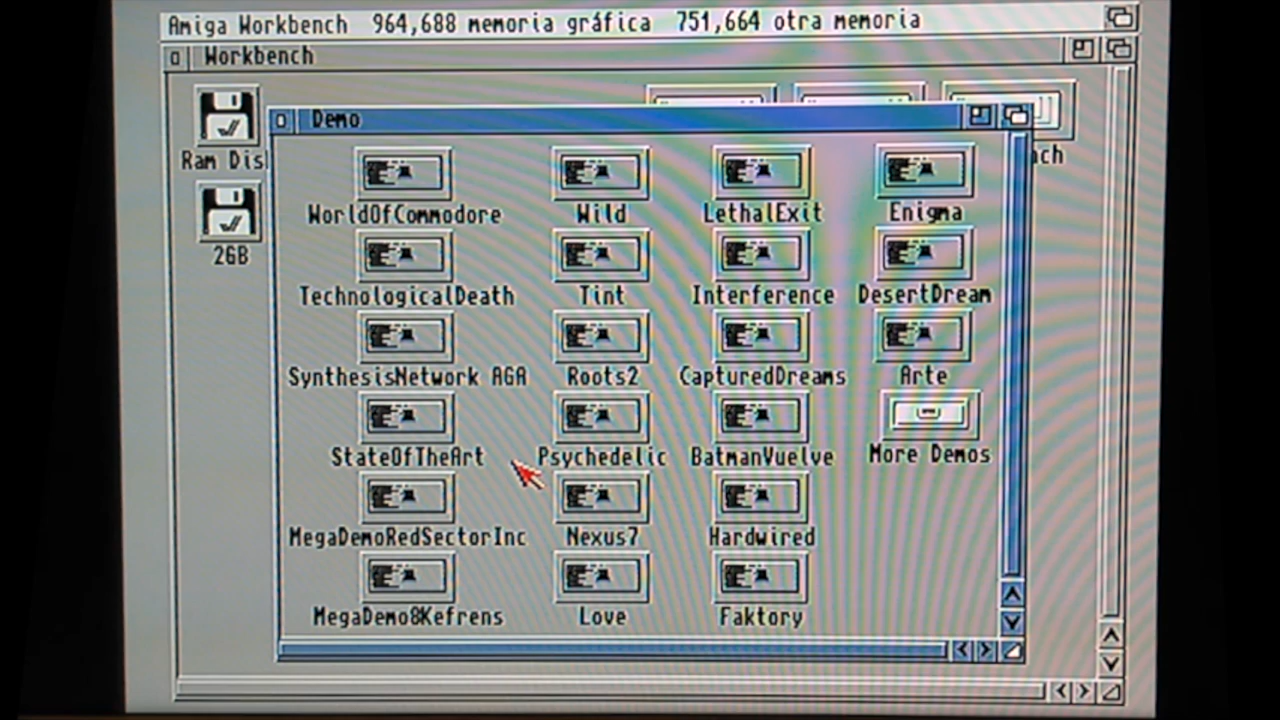 Amiga Workbench 964,688 memoria gráfica 751,664 otra memoria
Workbench
Demo
Ram Dis
nch
WorldOfCommodore Wild LethalExit Enigma
2GB
TechnologicalDeath Tint Interference DesertDream
SynthesisNetwork AGA Roots2 CapturedDreams Arte
StateOfTheArt Psychedelic BatmanVuelve More Demos
MegaDemoRedSectorInc Nexus7 Hardwired
MegaDemo8Kefrens Love Faktory